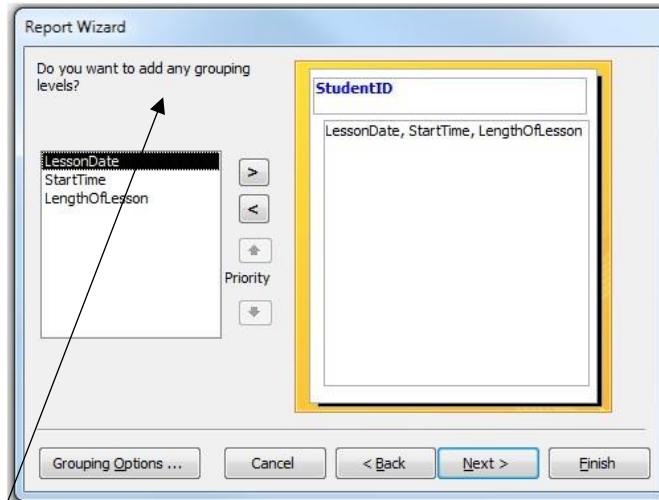 Report Wizard
Do you want to add any grouping
levels?
StudentID
LessonDate, StartTime, LengthOfLesson
LessonDate
StartTime
LengthOfLesson
>
<
Priority
Grouping Options ...
Cancel
< Back
Next >
Finish